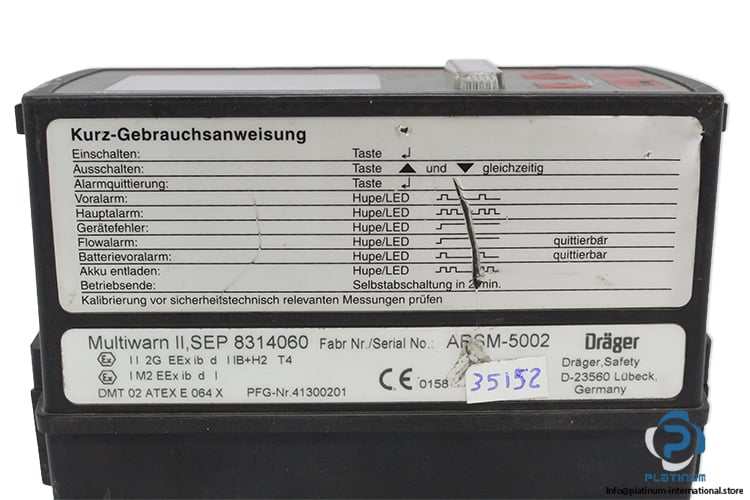 Kurz-Gebrauchsanweisung
Einschalten: Taste ↲
Ausschalten: Taste ▲ und ▼ gleichzeitig
Alarmquittierung: Taste ↲
Voralarm: Hupe/LED
Hauptalarm: Hupe/LED
Gerätefehler: Hupe/LED
Flowalarm: Hupe/LED quittierbar
Batterievoralarm: Hupe/LED quittierbar
Akku entladen: Hupe/LED
Betriebsende: Selbstabschaltung in 2 min.
Kalibrierung vor sicherheitstechnisch relevanten Messungen prüfen
Multiwarn II,SEP 8314060 Fabr Nr./Serial No.: ARSM-5002 Dräger
Ex II 2G EEx ib d IIB+H2 T4
Ex I M2 EEx ib d I
DMT 02 ATEX E 064 X PFG-Nr.41300201
CE 0158
35152
Dräger,Safety
D-23560 Lübeck,
Germany
PLATINUM
Info@platinum-international.store